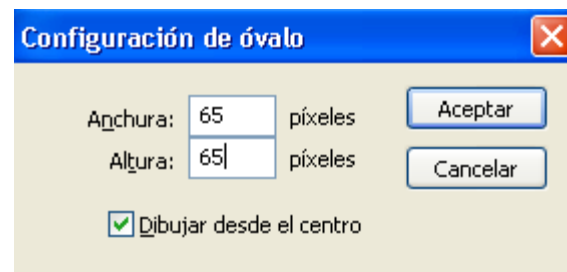 Configuración de óvalo
Anchura: 65 píxeles Aceptar
Altura: 65 píxeles Cancelar
Dibujar desde el centro